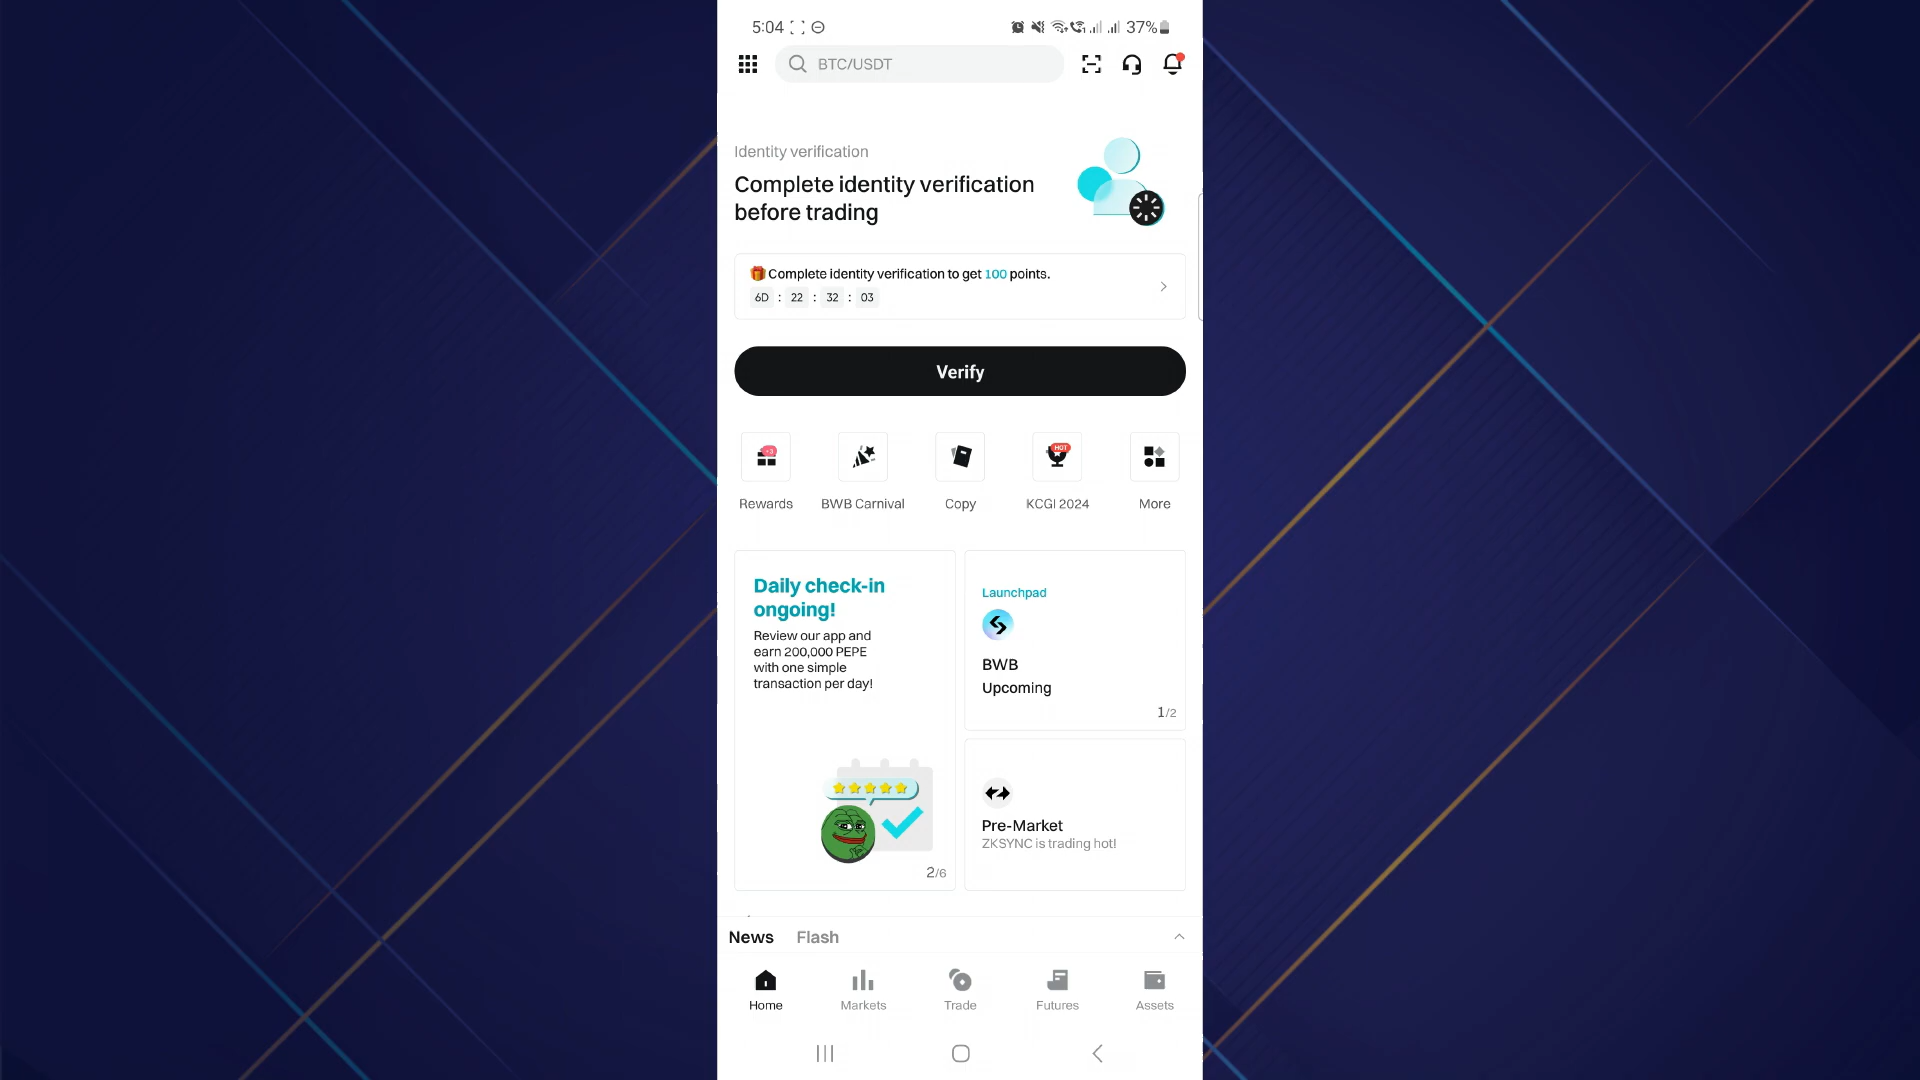 5:04
37%
BTC/USDT
Identity verification
Complete identity verification
before trading
Complete identity verification to get 100 points.
6D : 22 : 32 : 03
Verify
HOT
Rewards
BWB Carnival
Copy
KCGI 2024
More
Daily check-in
ongoing!
Review our app and
earn 200,000 PEPE
with one simple
transaction per day!
2/6
Launchpad
BWB
Upcoming
1/2
Pre-Market
ZKSYNC is trading hot!
News
Flash
Home
Markets
Trade
Futures
Assets